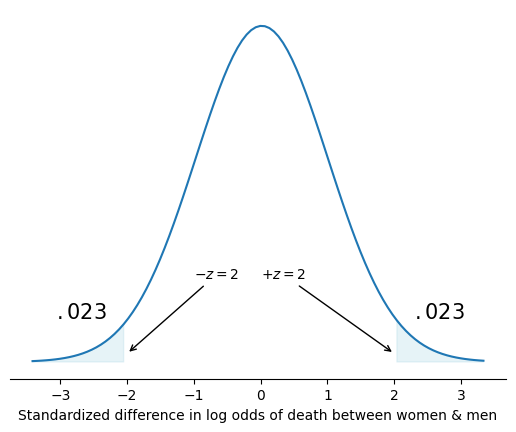 −z = 2 +z = 2
.023 .023
−3 −2 −1 0 1 2 3
Standardized difference in log odds of death between women & men